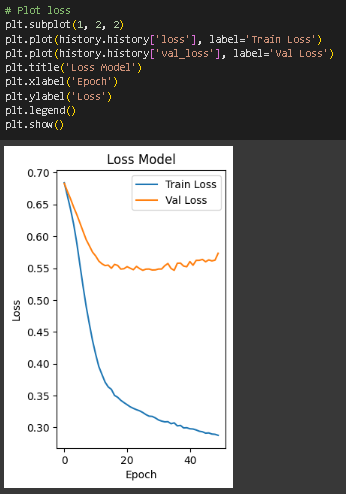 # Plot loss
plt.subplot(1, 2, 2)
plt.plot(history.history['loss'], label='Train Loss')
plt.plot(history.history['val_loss'], label='Val Loss')
plt.title('Loss Model')
plt.xlabel('Epoch')
plt.ylabel('Loss')
plt.legend()
plt.show()
Loss Model
Train Loss
Val Loss
0.70
0.65
0.60
0.55
0.50
0.45
0.40
0.35
0.30
Loss
0 20 40
Epoch